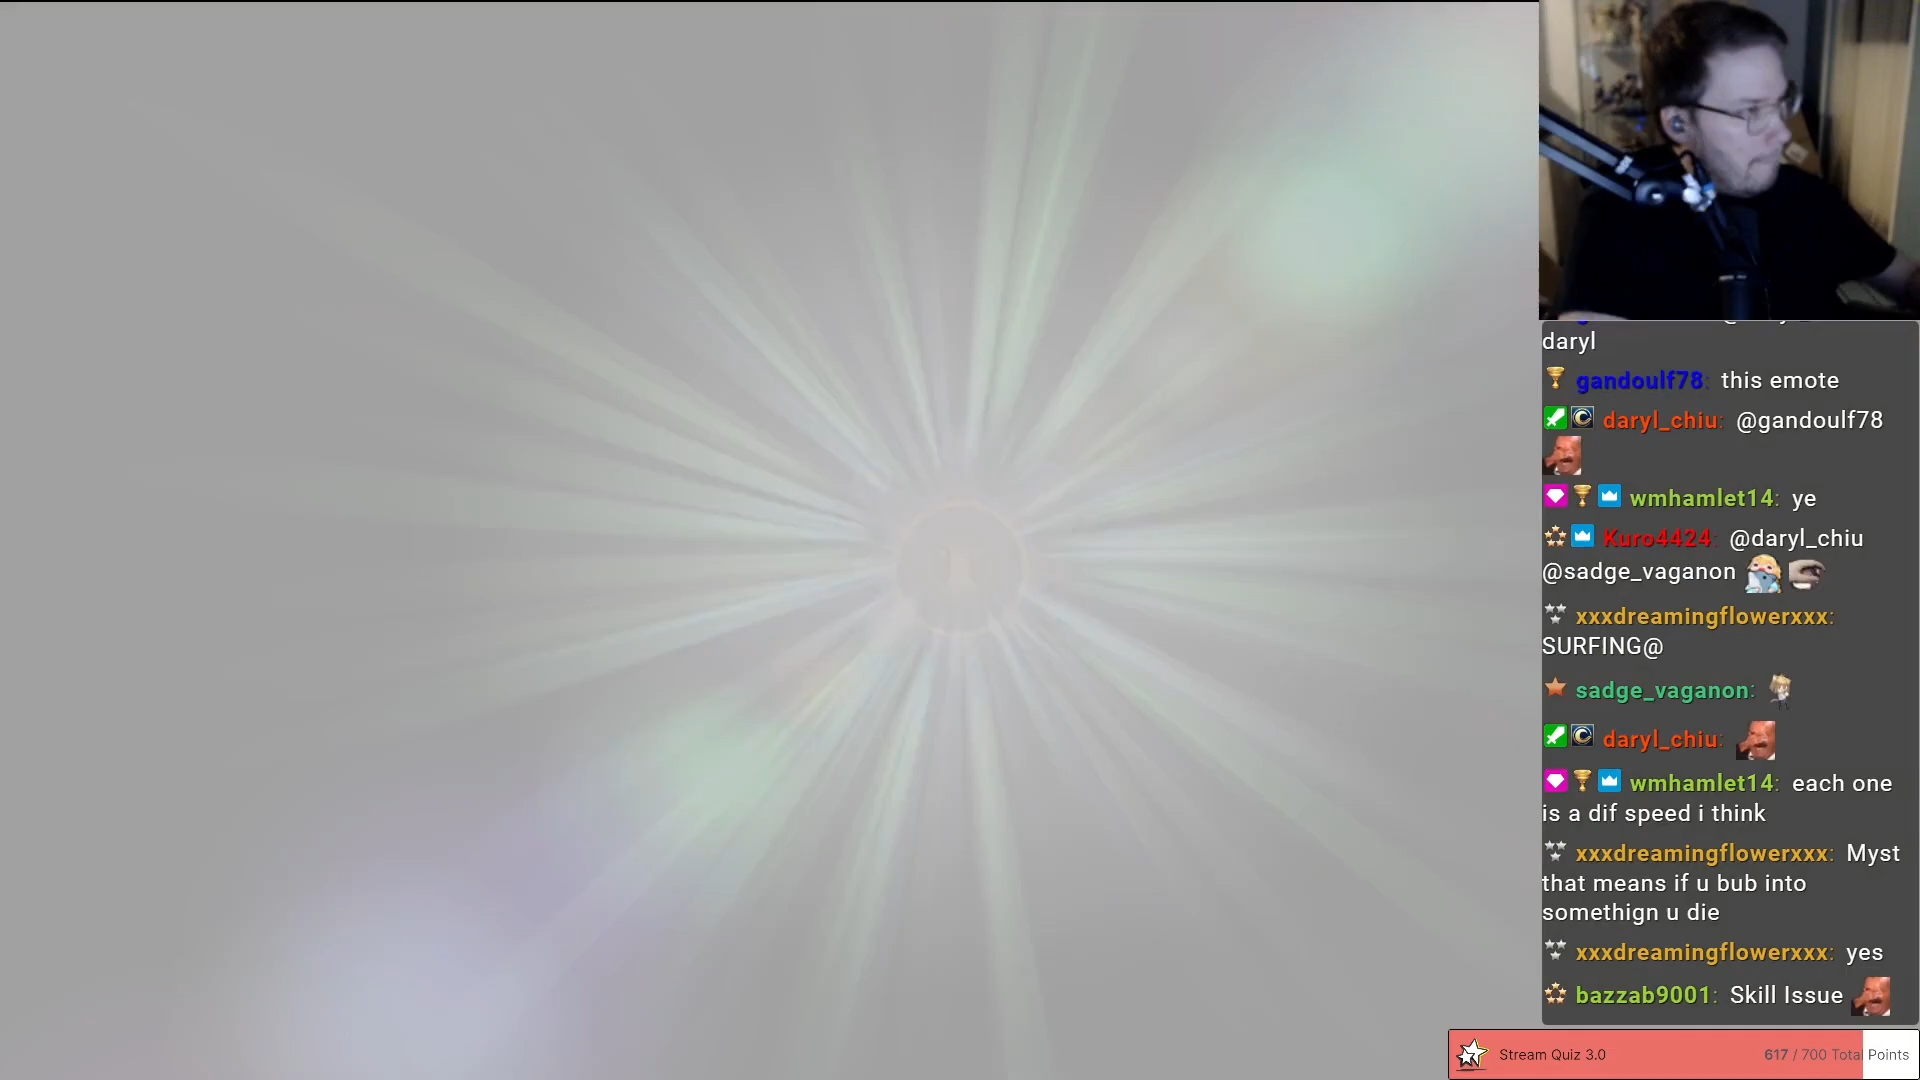 daryl
gandoulf78: this emote
daryl_chiu: @gandoulf78
wmhamlet14: ye
Kuro4424: @daryl_chiu
@sadge_vaganon
xxxdreamingflowerxxx:
SURFING@
sadge_vaganon:
daryl_chiu:
wmhamlet14: each one
is a dif speed i think
xxxdreamingflowerxxx: Myst
that means if u bub into
somethign u die
xxxdreamingflowerxxx: yes
bazzab9001: Skill Issue
Stream Quiz 3.0 617 / 700 Total Points